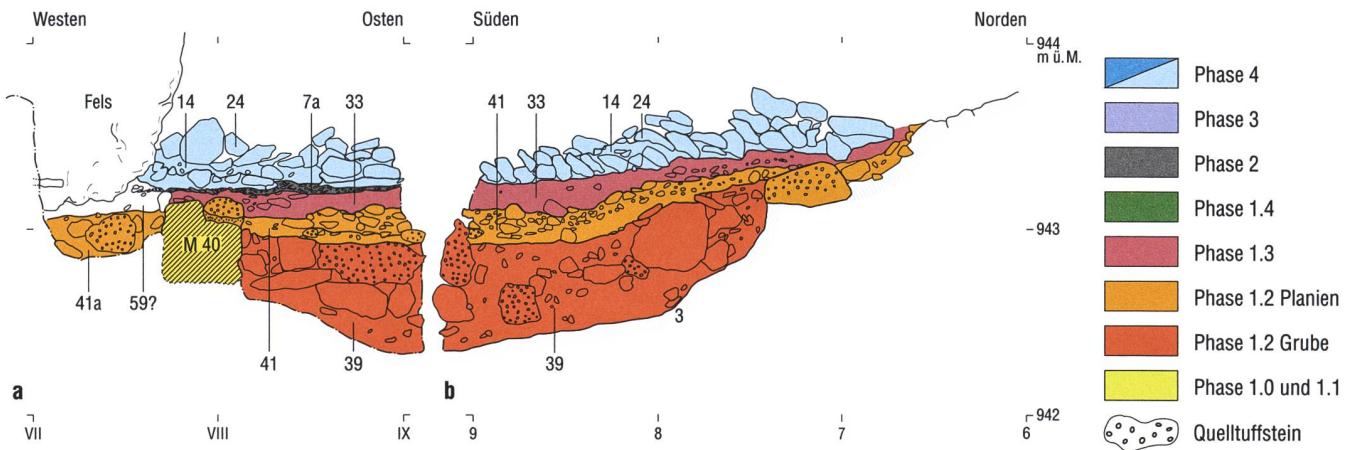 Westen Osten Süden Norden
944
m ü. M.
Fels 14 24 7a 33 41 33 14 24
M 40
943
41a 59? 3
41 39 39
a b
942
VII VIII IX 9 8 7 6
Phase 4
Phase 3
Phase 2
Phase 1.4
Phase 1.3
Phase 1.2 Planien
Phase 1.2 Grube
Phase 1.0 und 1.1
Quelltuffstein